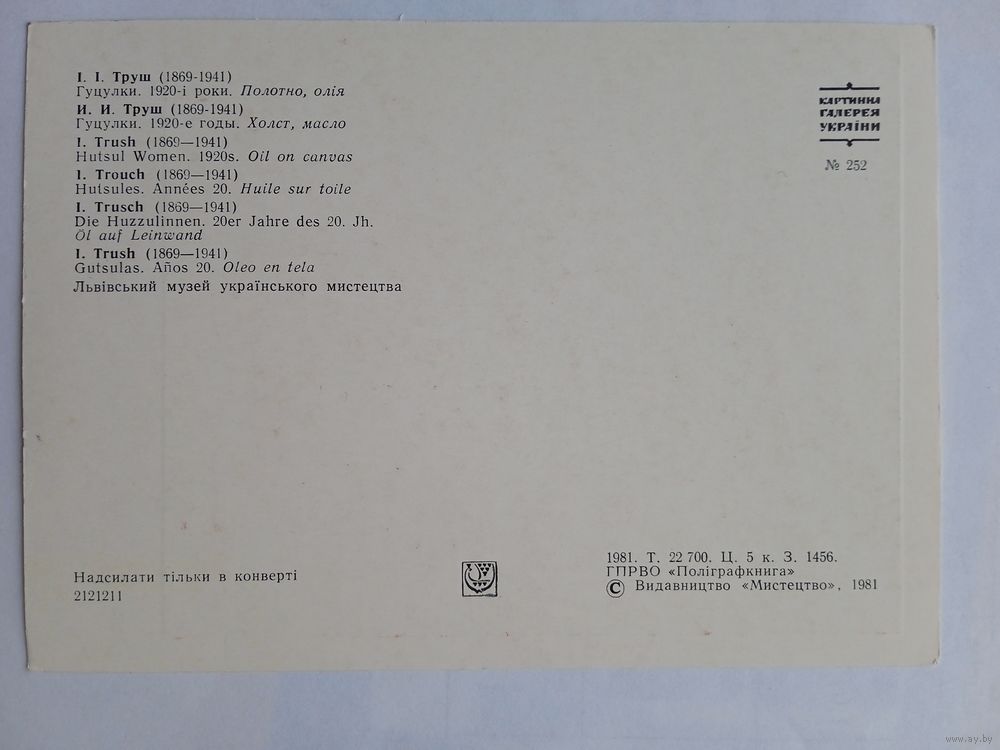 І. І. Труш (1869-1941)
Гуцулки. 1920-і роки. Полотно, олія
И. И. Труш (1869-1941)
Гуцулки. 1920-е годы. Холст, масло
I. Trush (1869—1941)
Hutsul Women. 1920s. Oil on canvas
I. Trouch (1869—1941)
Hutsules. Années 20. Huile sur toile
I. Trusch (1869—1941)
Die Huzzulinnen. 20er Jahre des 20. Jh.
Öl auf Leinwand
I. Trush (1869—1941)
Gutsulas. Años 20. Oleo en tela
Львівський музей українського мистецтва
КАРТИННА
ГАЛЕРЕЯ
УКРАЇНИ
№ 252
Надсилати тільки в конверті
2121211
1981. Т. 22 700. Ц. 5 к. З. 1456.
ГПРВО «Поліграфкнига»
© Видавництво «Мистецтво», 1981
www.ay.by